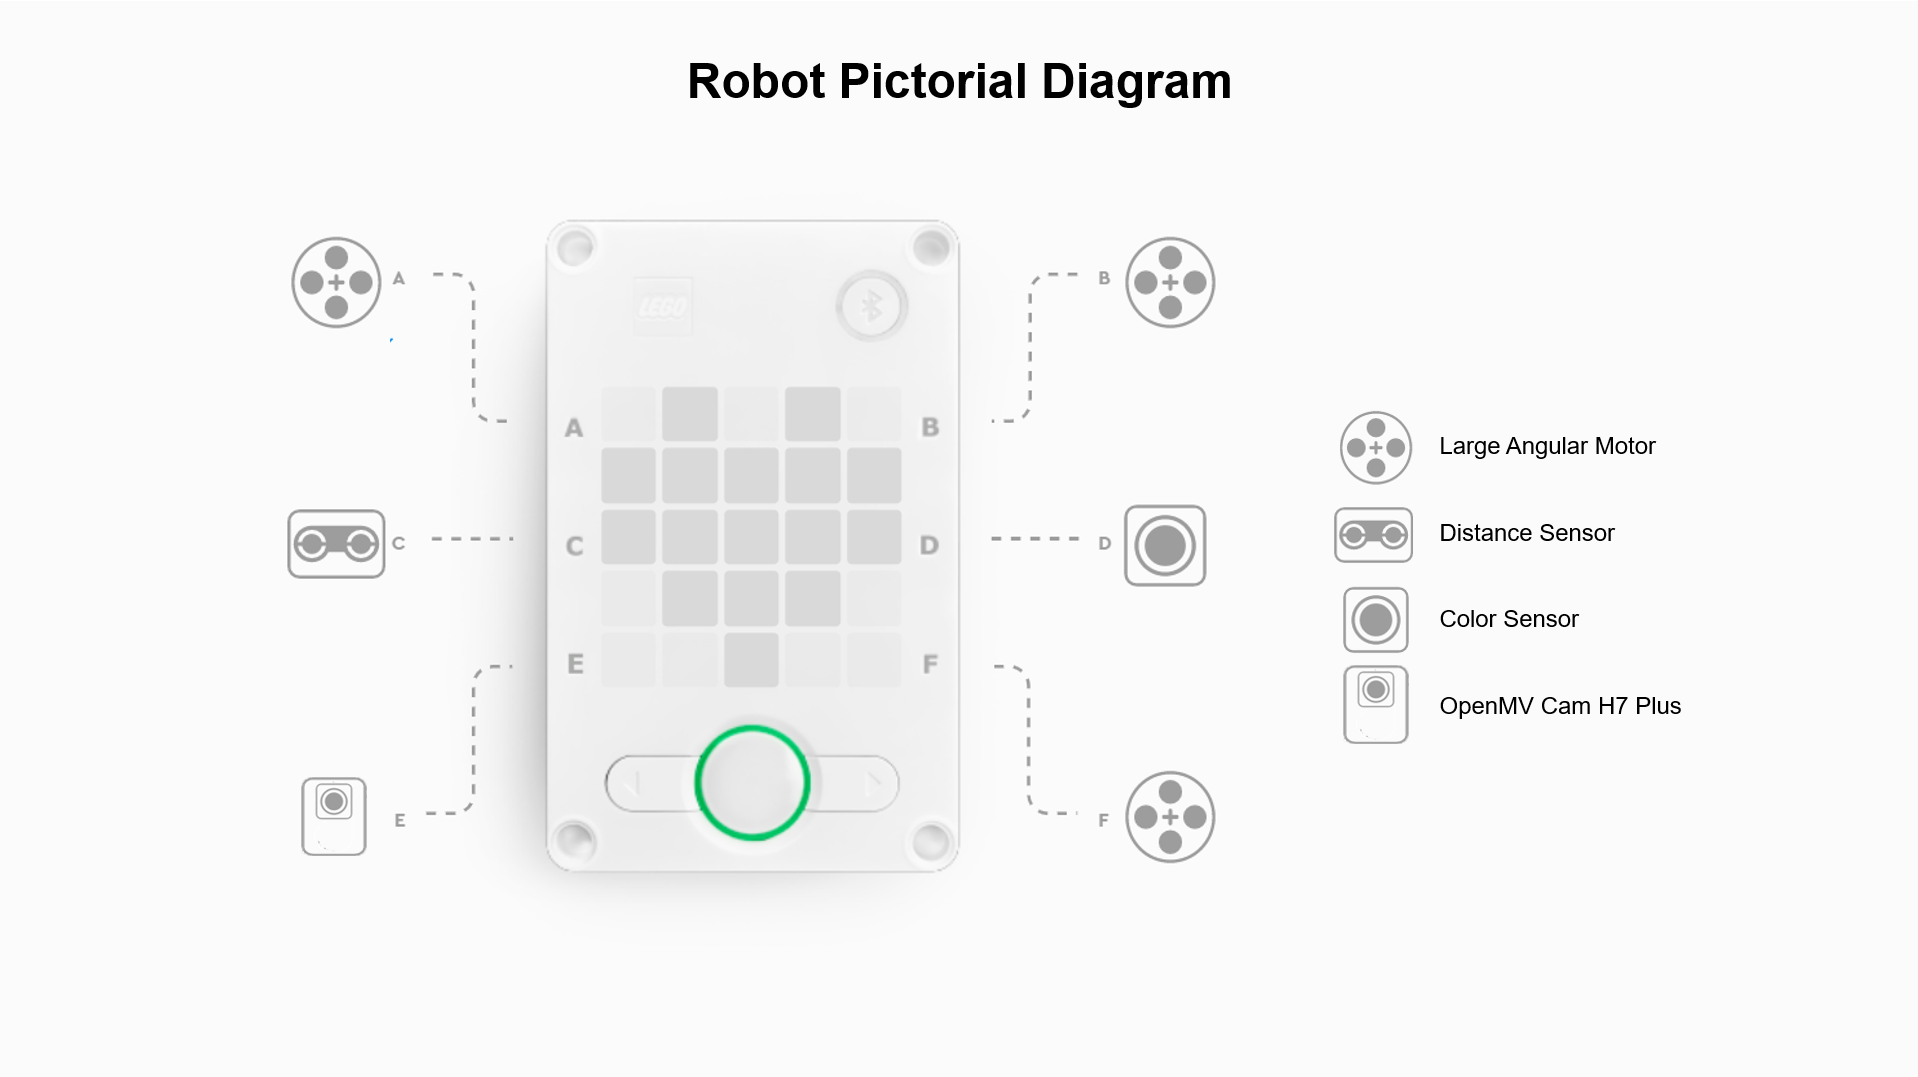 Robot Pictorial Diagram
A
B
LEGO
A
B
Large Angular Motor
C
C
D
D
Distance Sensor
Color Sensor
E
F
OpenMV Cam H7 Plus
E
F